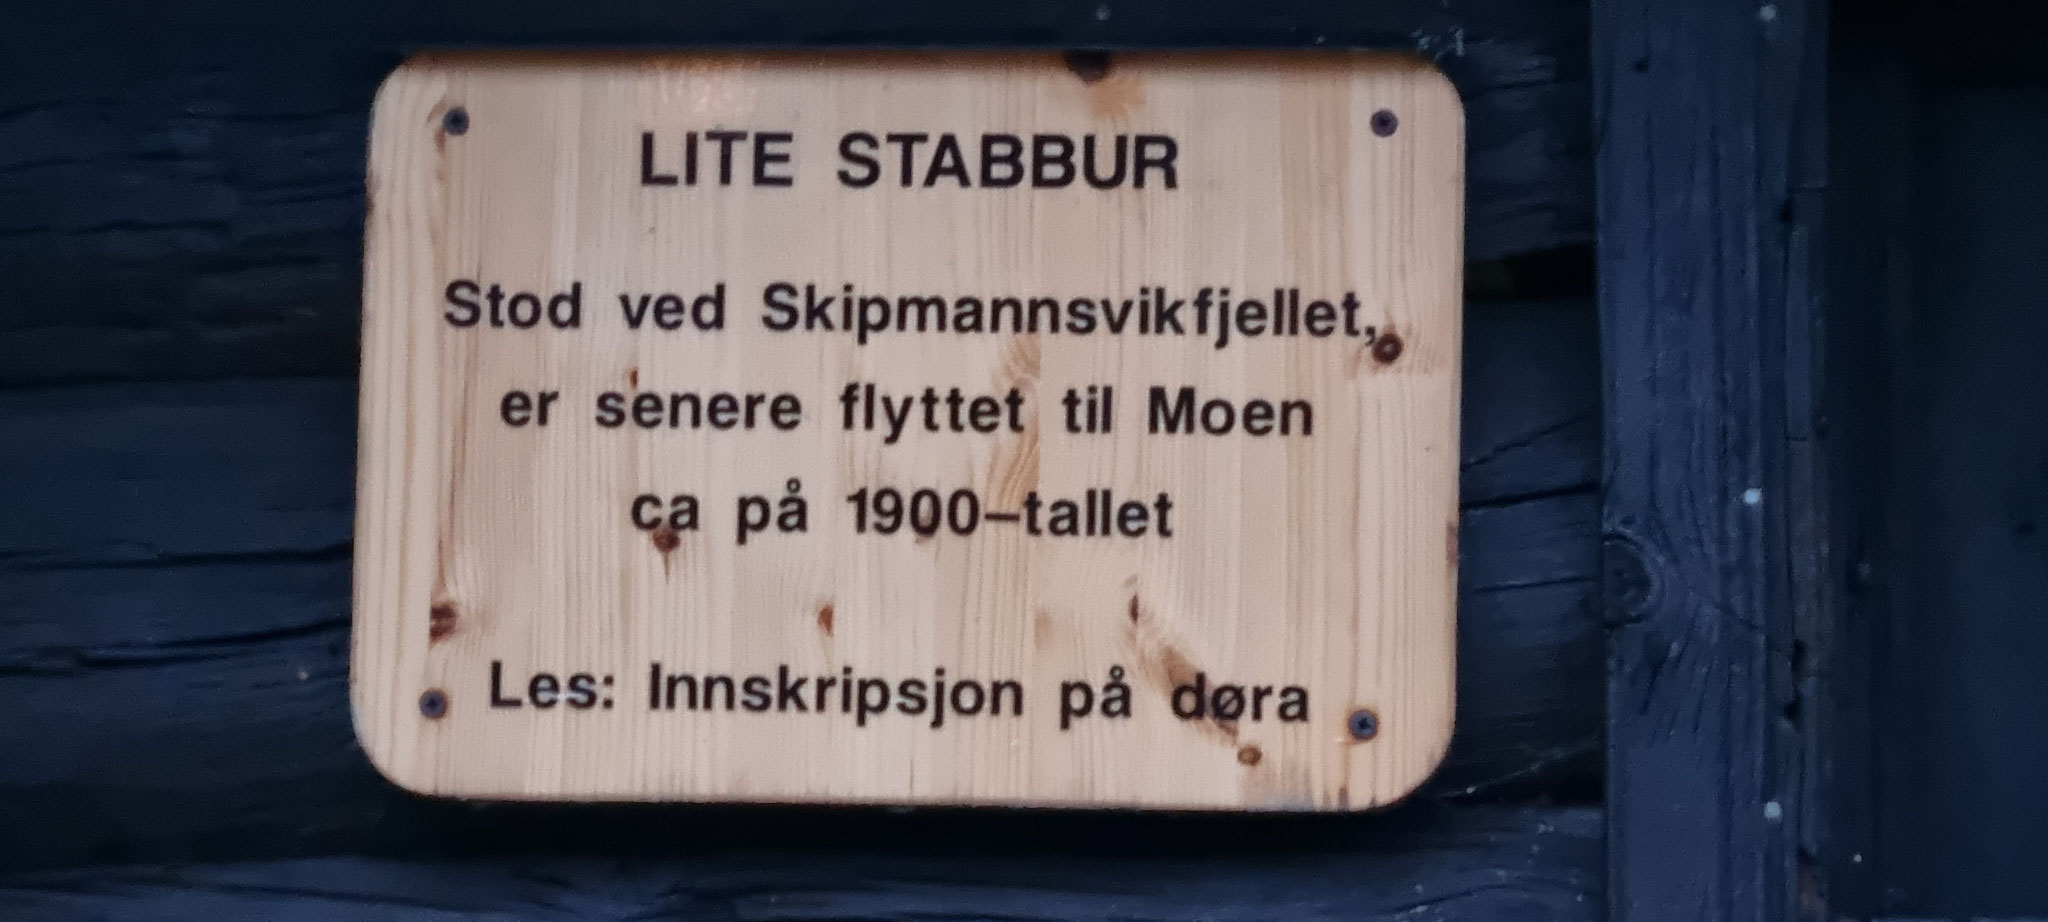 LITE STABBUR
Stod ved Skipmannsvikfjellet,
er senere flyttet til Moen
ca på 1900-tallet
Les: Innskripsjon på døra